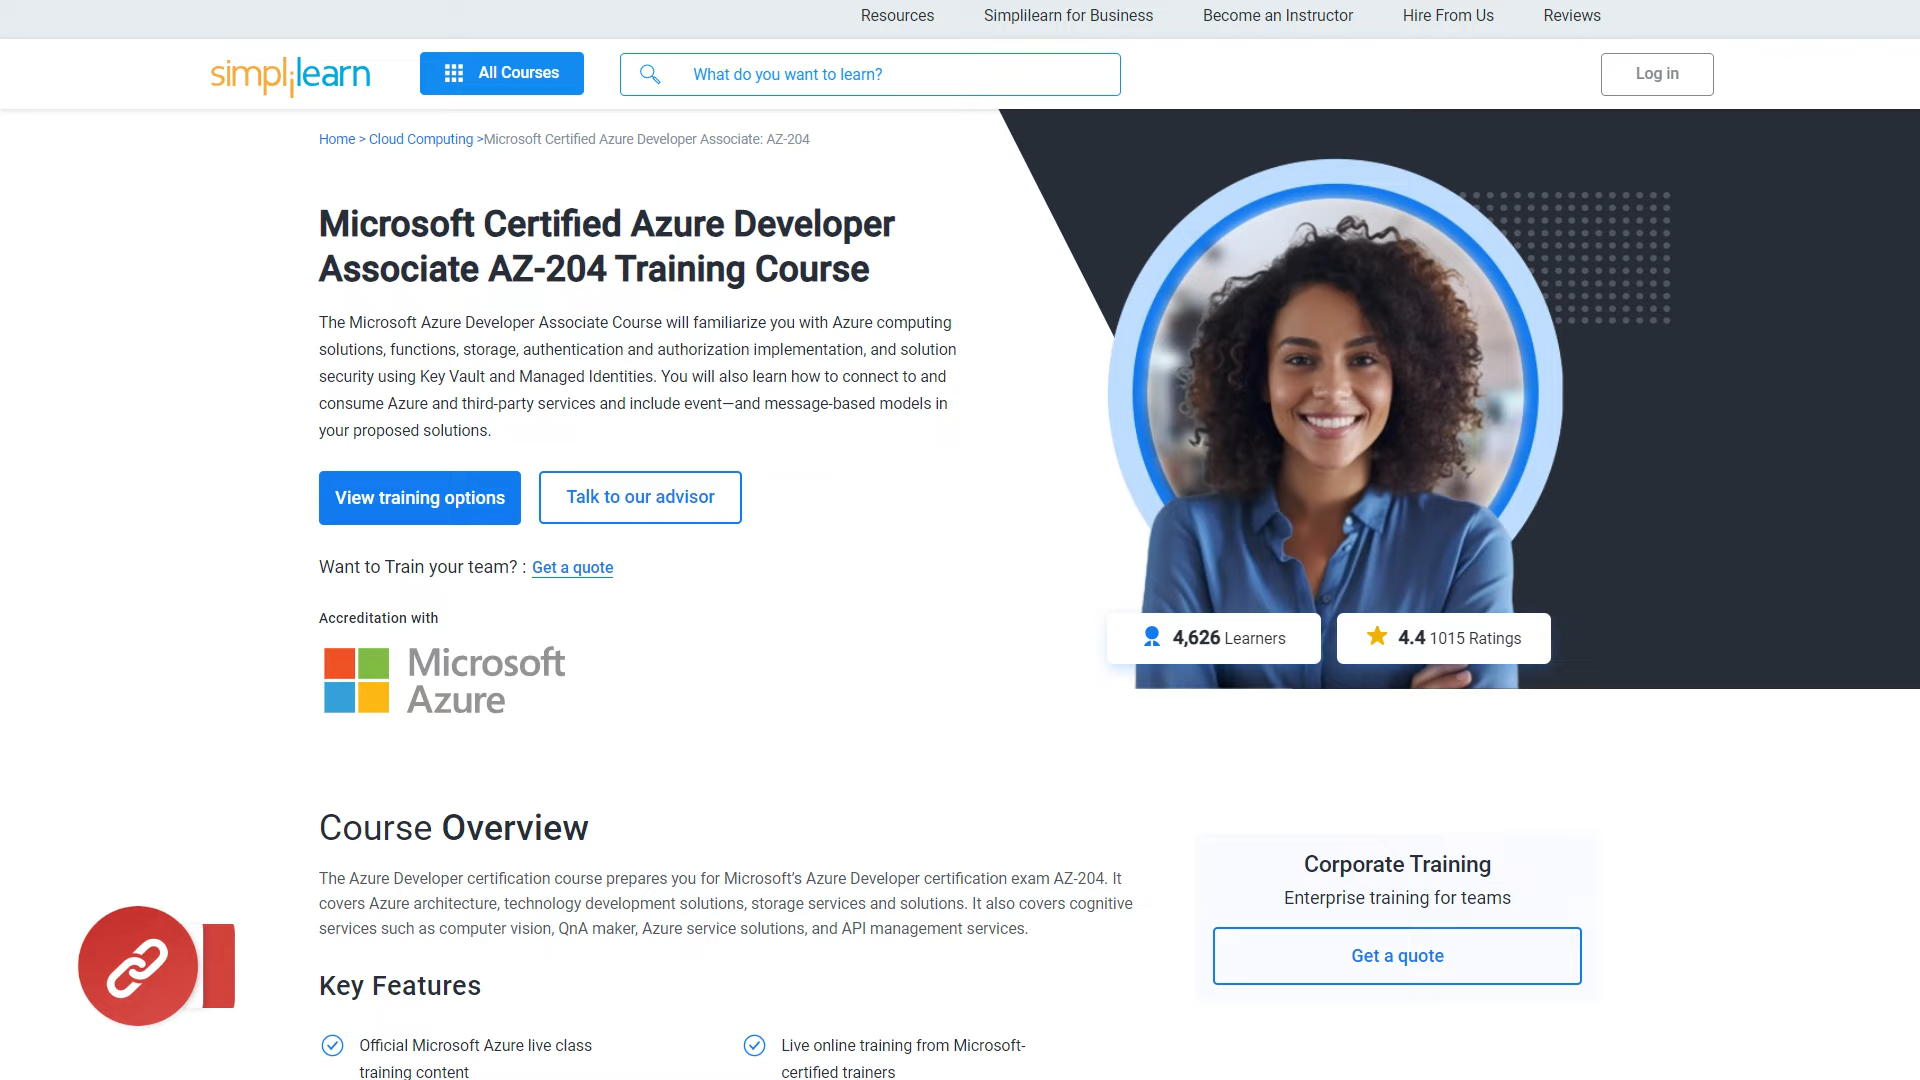 Resources Simplilearn for Business Become an Instructor Hire From Us Reviews
simplilearn All Courses What do you want to learn? Log in
Home > Cloud Computing >Microsoft Certified Azure Developer Associate: AZ-204
Microsoft Certified Azure Developer
Associate AZ-204 Training Course
The Microsoft Azure Developer Associate Course will familiarize you with Azure computing
solutions, functions, storage, authentication and authorization implementation, and solution
security using Key Vault and Managed Identities. You will also learn how to connect to and
consume Azure and third-party services and include event—and message-based models in
your proposed solutions.
View training options Talk to our advisor
Want to Train your team? : Get a quote
Accreditation with
Microsoft
Azure
4,626 Learners 4.4 1015 Ratings
Course Overview
The Azure Developer certification course prepares you for Microsoft’s Azure Developer certification exam AZ-204. It
covers Azure architecture, technology development solutions, storage services and solutions. It also covers cognitive
services such as computer vision, QnA maker, Azure service solutions, and API management services.
Corporate Training
Enterprise training for teams
Get a quote
Key Features
Official Microsoft Azure live class
training content
Live online training from Microsoft-
certified trainers